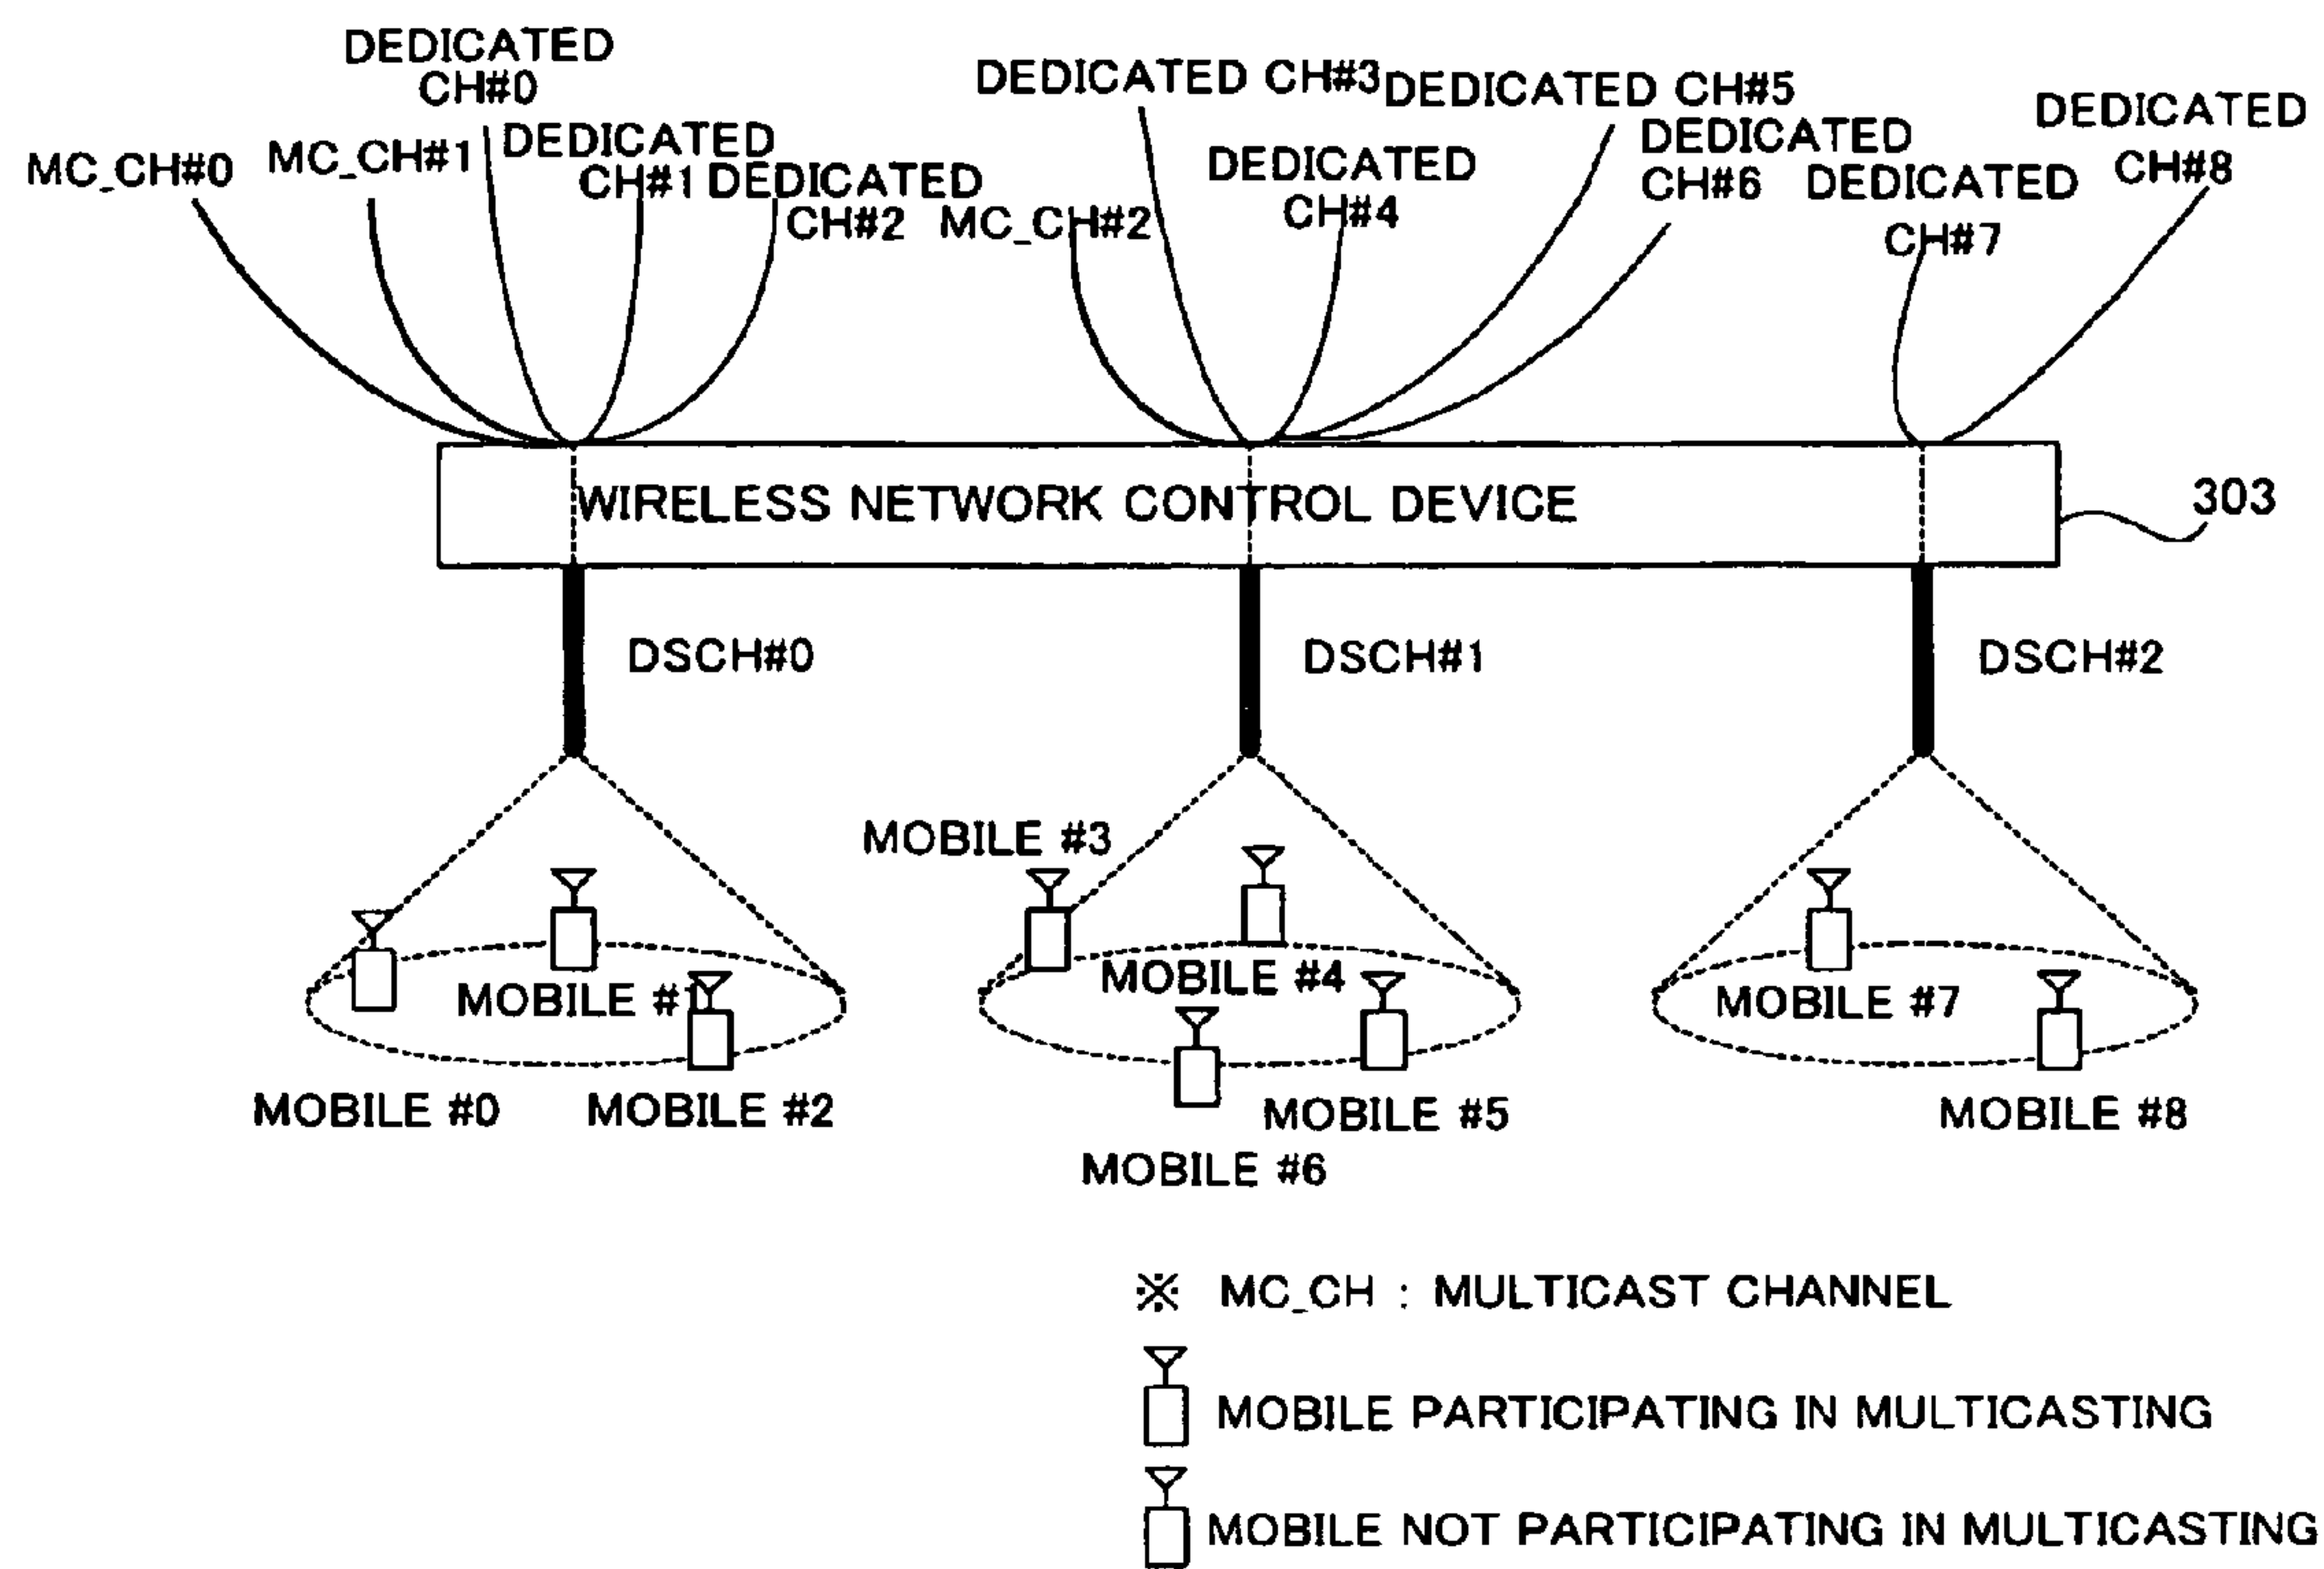 DEDICATED
CH#0
MC_CH#0
MC_CH#1
DEDICATED
CH#1
DEDICATED
CH#2
MC_CH#2
DEDICATED CH#3
DEDICATED
CH#4
DEDICATED CH#5
DEDICATED
CH#6
DEDICATED
CH#7
DEDICATED
CH#8
WIRELESS NETWORK CONTROL DEVICE
303
DSCH#0
DSCH#1
DSCH#2
MOBILE #0
MOBILE #1
MOBILE #2
MOBILE #3
MOBILE #4
MOBILE #5
MOBILE #6
MOBILE #7
MOBILE #8
※ MC_CH : MULTICAST CHANNEL
MOBILE PARTICIPATING IN MULTICASTING
MOBILE NOT PARTICIPATING IN MULTICASTING